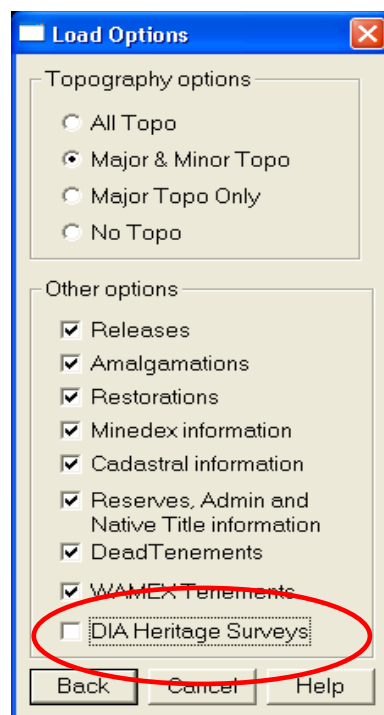 Load Options
Topography options
All Topo
Major & Minor Topo
Major Topo Only
No Topo
Other options
Releases
Amalgamations
Restorations
Minedex information
Cadastral information
Reserves, Admin and
Native Title information
DeadTenements
WAMEX Tenements
DIA Heritage Surveys
Back Cancel Help